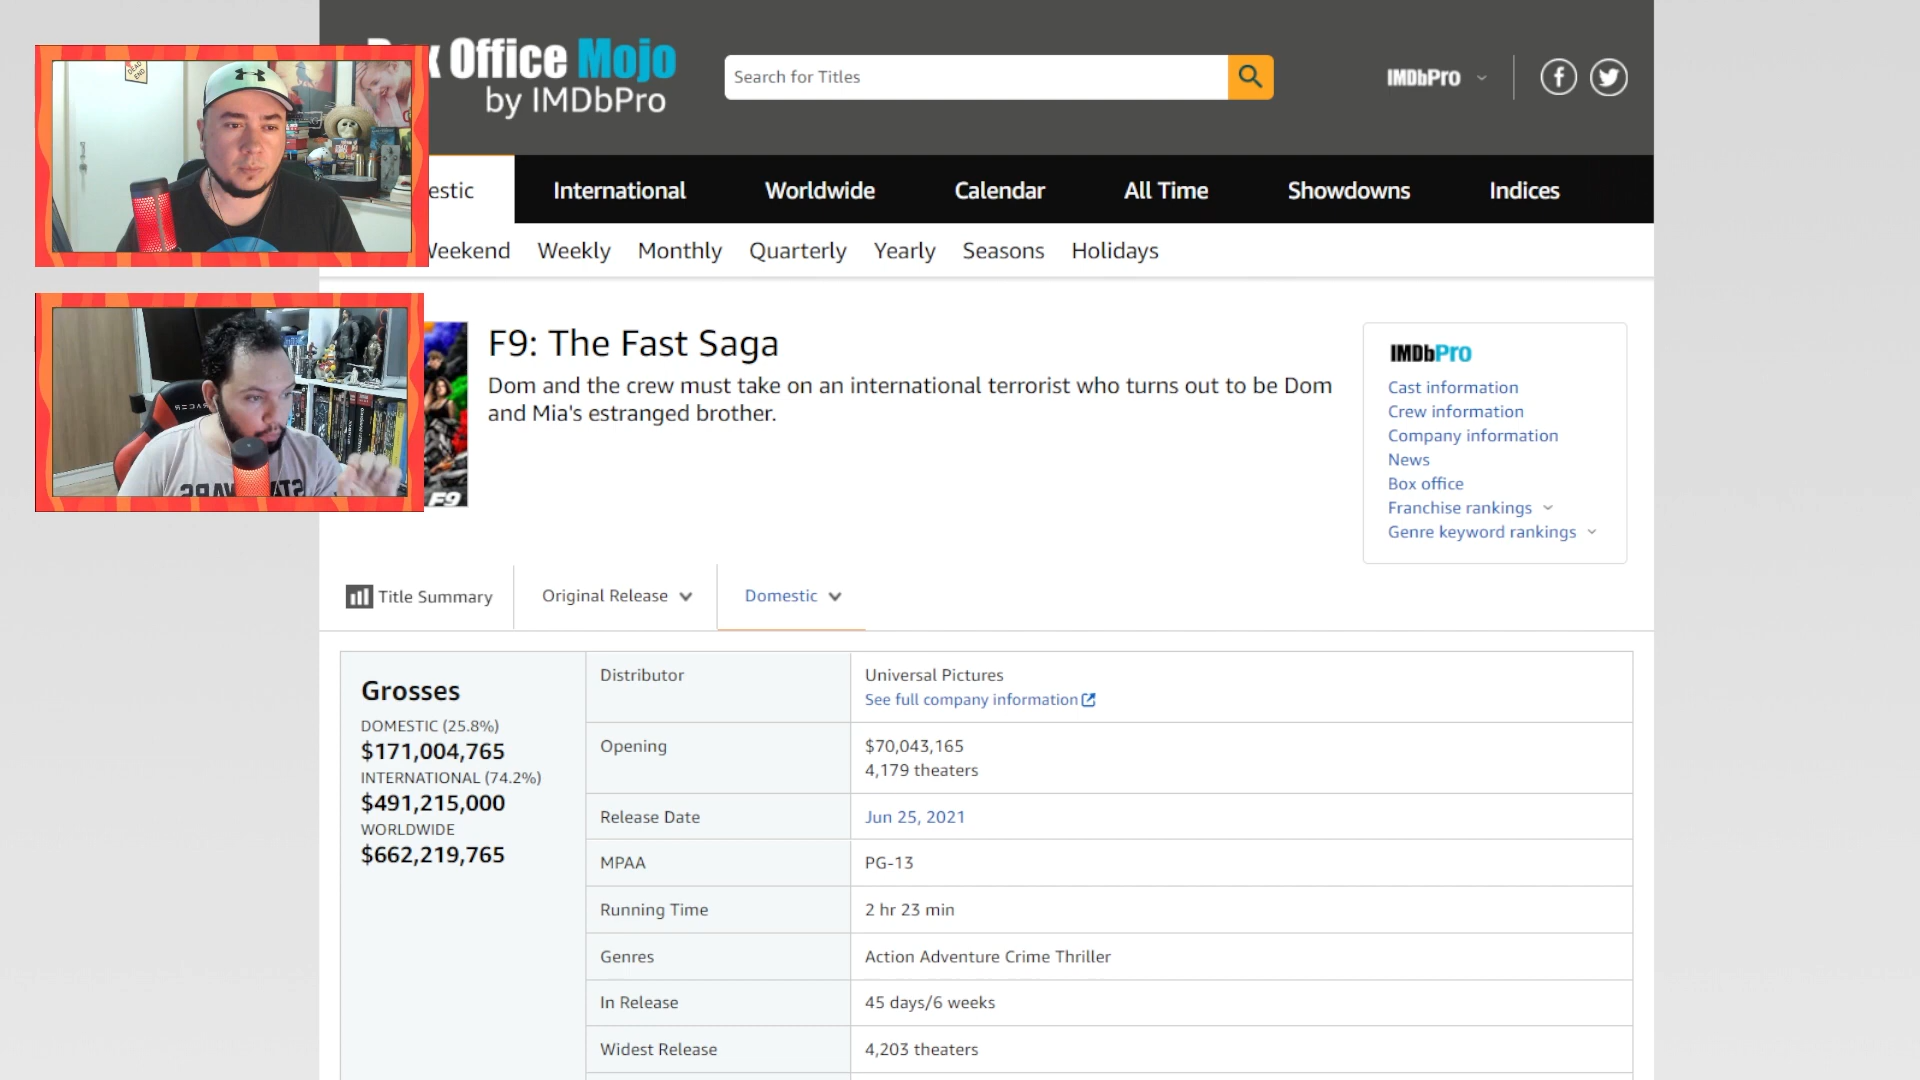 Office Mojo
by IMDbPro
Search for Titles
IMDbPro
estic
International
Worldwide
Calendar
All Time
Showdowns
Indices
Weekend
Weekly
Monthly
Quarterly
Yearly
Seasons
Holidays
DEAD
END
STAR WARS
F9
F9: The Fast Saga
Dom and the crew must take on an international terrorist who turns out to be Dom
and Mia's estranged brother.
IMDbPro
Cast information
Crew information
Company information
News
Box office
Franchise rankings
Genre keyword rankings
Title Summary
Original Release
Domestic
Grosses
DOMESTIC (25.8%)
$171,004,765
INTERNATIONAL (74.2%)
$491,215,000
WORLDWIDE
$662,219,765
Distributor
Universal Pictures
See full company information
Opening
$70,043,165
4,179 theaters
Release Date
Jun 25, 2021
MPAA
PG-13
Running Time
2 hr 23 min
Genres
Action Adventure Crime Thriller
In Release
45 days/6 weeks
Widest Release
4,203 theaters